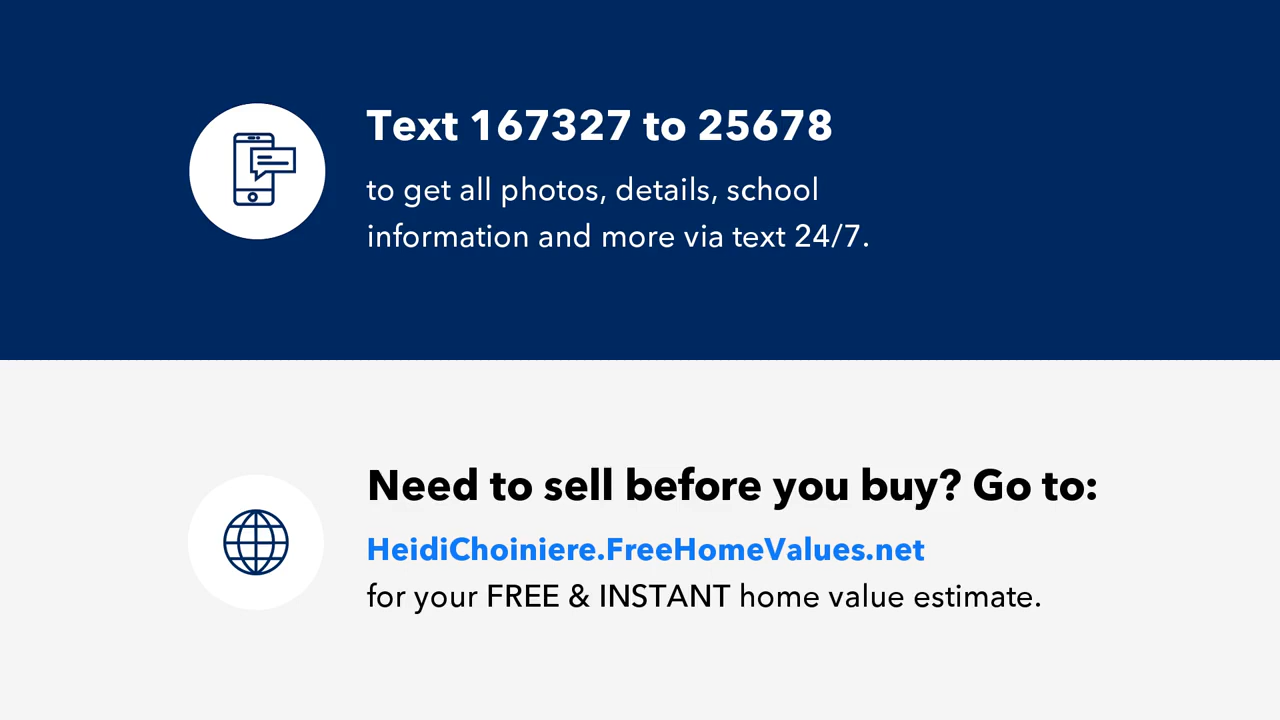 Text 167327 to 25678
to get all photos, details, school
information and more via text 24/7.
Need to sell before you buy? Go to:
HeidiChoiniere.FreeHomeValues.net
for your FREE & INSTANT home value estimate.